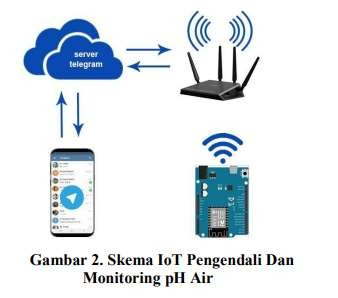 server
telegram
Gambar 2. Skema IoT Pengendali Dan
Monitoring pH Air